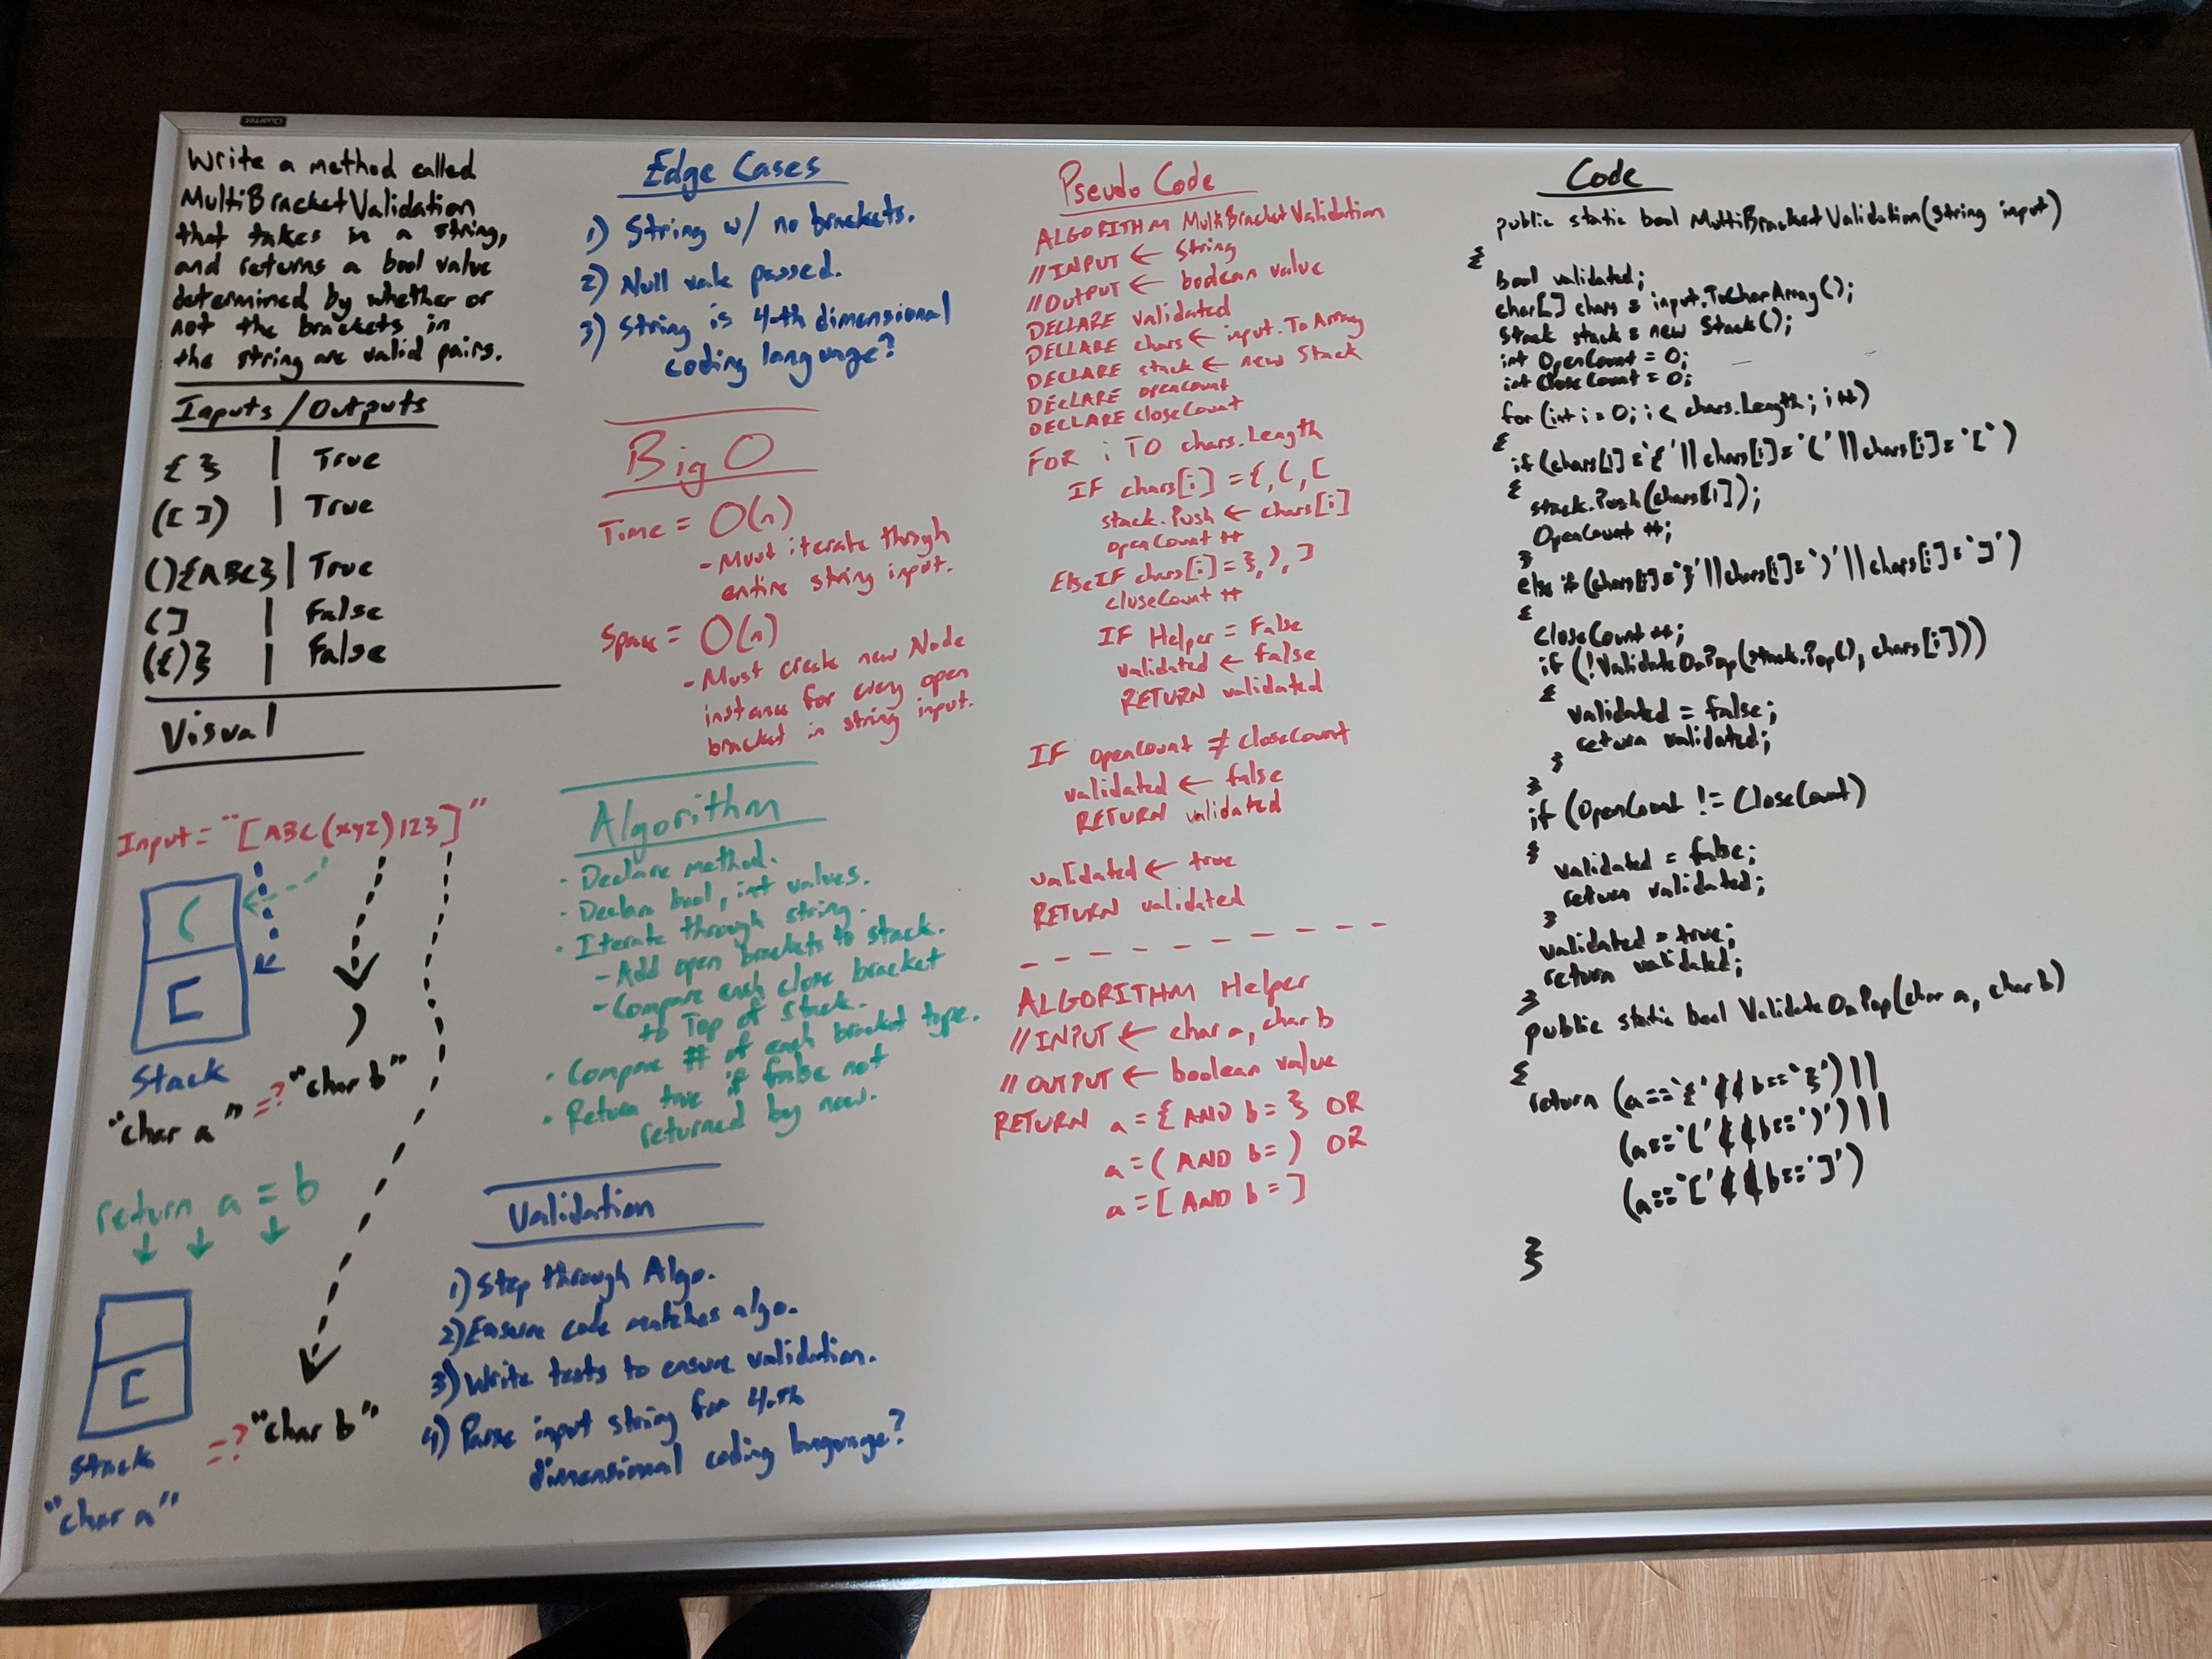 Write a method called
MultiBracketValidation
that takes in a string,
and returns a bool value
determined by whether or
not the brackets in
the string are valid pairs.
Inputs/Outputs
{ } | True
([ ]) | True
(){ABC} | True
(] | False
({)} | False
Visual
Input = "[ABC(xyz)123]"
(
[
)
Stack
"char a" =? "char b"
return a = b
[
Stack
"char a"
=? "char b"
Edge Cases
1) String w/ no brackets.
2) Null vale passed.
3) String is 4-th dimensional
coding language?
Big O
Time = O(n)
- Must iterate through
entire string input.
Space = O(n)
- Must create new Node
instance for every open
bracket in string input.
Algorithm
- Declare method.
- Declare bool, int values.
- Iterate through string.
- Add open brackets to stack.
- Compare each close bracket
to Top of stack.
- Compare # of each bracket type.
- Return true if false not
returned by now.
Validation
1) Step through Algo.
2) Ensure code matches algo.
3) Write tests to ensure validation.
4) Parse input string for 4-th
dimensional coding language?
Pseudo Code
ALGORITHM MultiBracketValidation
//INPUT ← String
//OUTPUT ← boolean value
DECLARE validated
DECLARE chars ← input.ToArray
DECLARE stack ← new Stack
DECLARE openCount
DECLARE closeCount
FOR i TO chars.Length
IF chars[i] = {, (, [
stack.Push ← chars[i]
openCount ++
ElseIF chars[i] = }, ), ]
closeCount ++
IF Helper = False
validated ← false
RETURN validated
IF openCount ≠ closeCount
validated ← false
RETURN validated
validated ← true
RETURN validated
ALGORITHM Helper
//INPUT ← char a, char b
//OUTPUT ← boolean value
RETURN a = { AND b = } OR
a = ( AND b = ) OR
a = [ AND b = ]
Code
public static bool MultiBracketValidation(string input)
{
bool validated;
char[] chars = input.ToCharArray();
Stack stack = new Stack();
int OpenCount = 0;
int CloseCount = 0;
for (int i = 0; i < chars.Length; i++)
{
if (chars[i] = '{' || chars[i] = '(' || chars[i] = '[')
{
stack.Push(chars[i]);
OpenCount ++;
}
else if (chars[i] = '}' || chars[i] = ')' || chars[i] = ']')
{
CloseCount ++;
if (!ValidateOnPop(stack.Pop(), chars[i]))
{
validated = false;
return validated;
}
}
if (OpenCount != CloseCount)
{
validated = false;
return validated;
}
validated = true;
return validated;
}
public static bool ValidateOnPop(char a, char b)
{
return (a == '{' && b == '}') ||
(a == '(' && b == ')') ||
(a == '[' && b == ']')
}